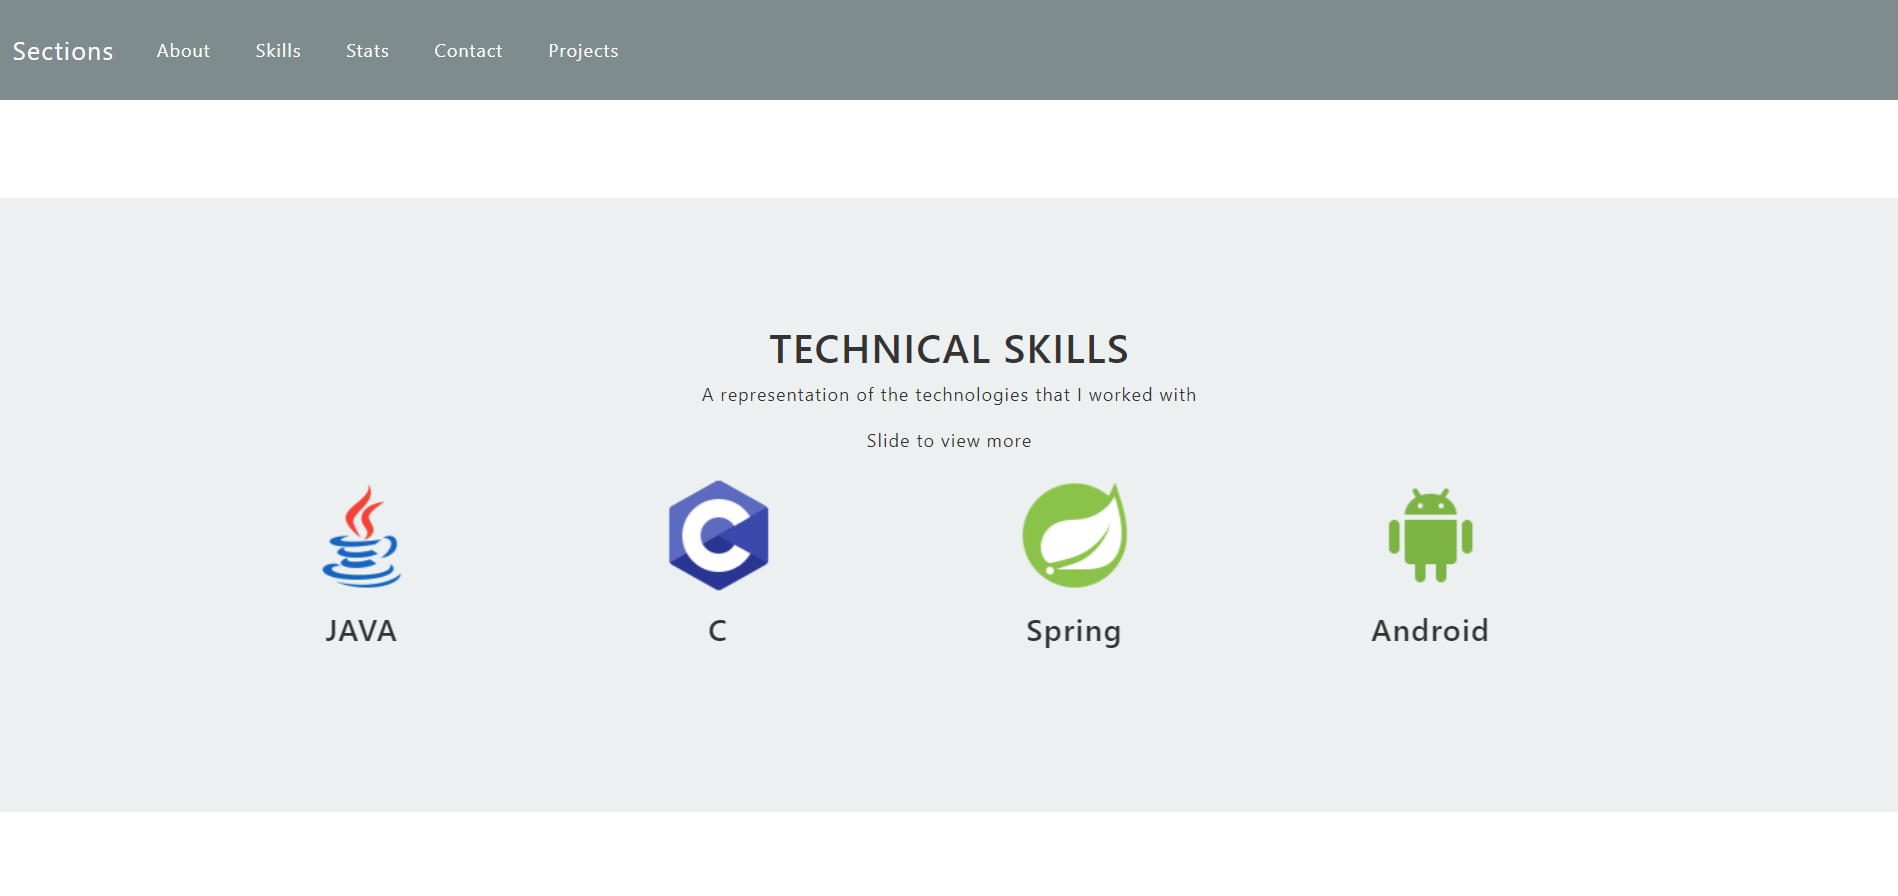 Sections About Skills Stats Contact Projects
TECHNICAL SKILLS
A representation of the technologies that I worked with
Slide to view more
JAVA C Spring Android